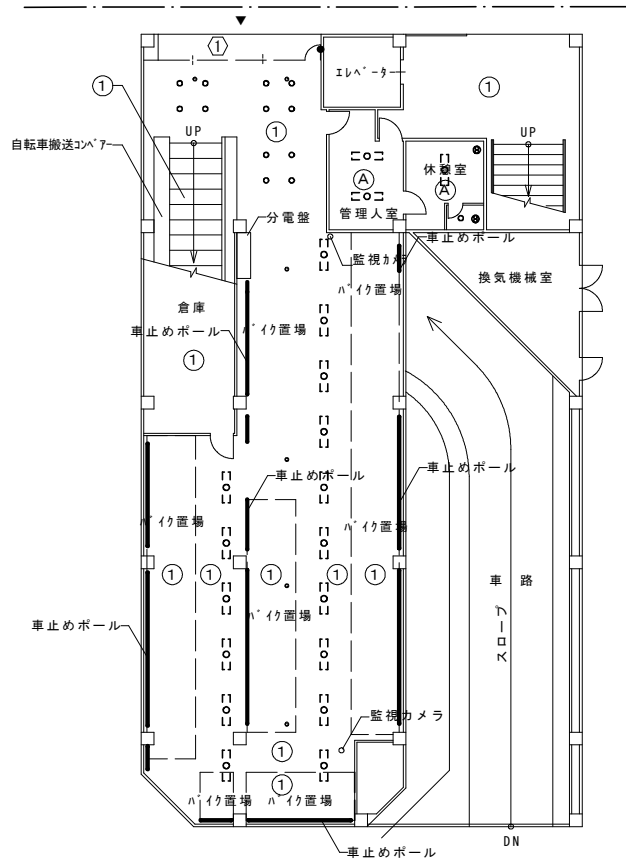 ①
エレベーター
①
①
①
UP
UP
自転車搬送コンベアー
休憩室
A
A
管理人室
分電盤
車止めポール
監視カメラ
換気機械室
バイク置場
倉庫
車止めポール
バイク置場
①
車止めポール
車止めポール
バイク置場
バイク置場
①
①
①
①
①
車路
バイク置場
スロープ
車止めポール
監視カメラ
①
①
バイク置場
バイク置場
車止めポール
DN